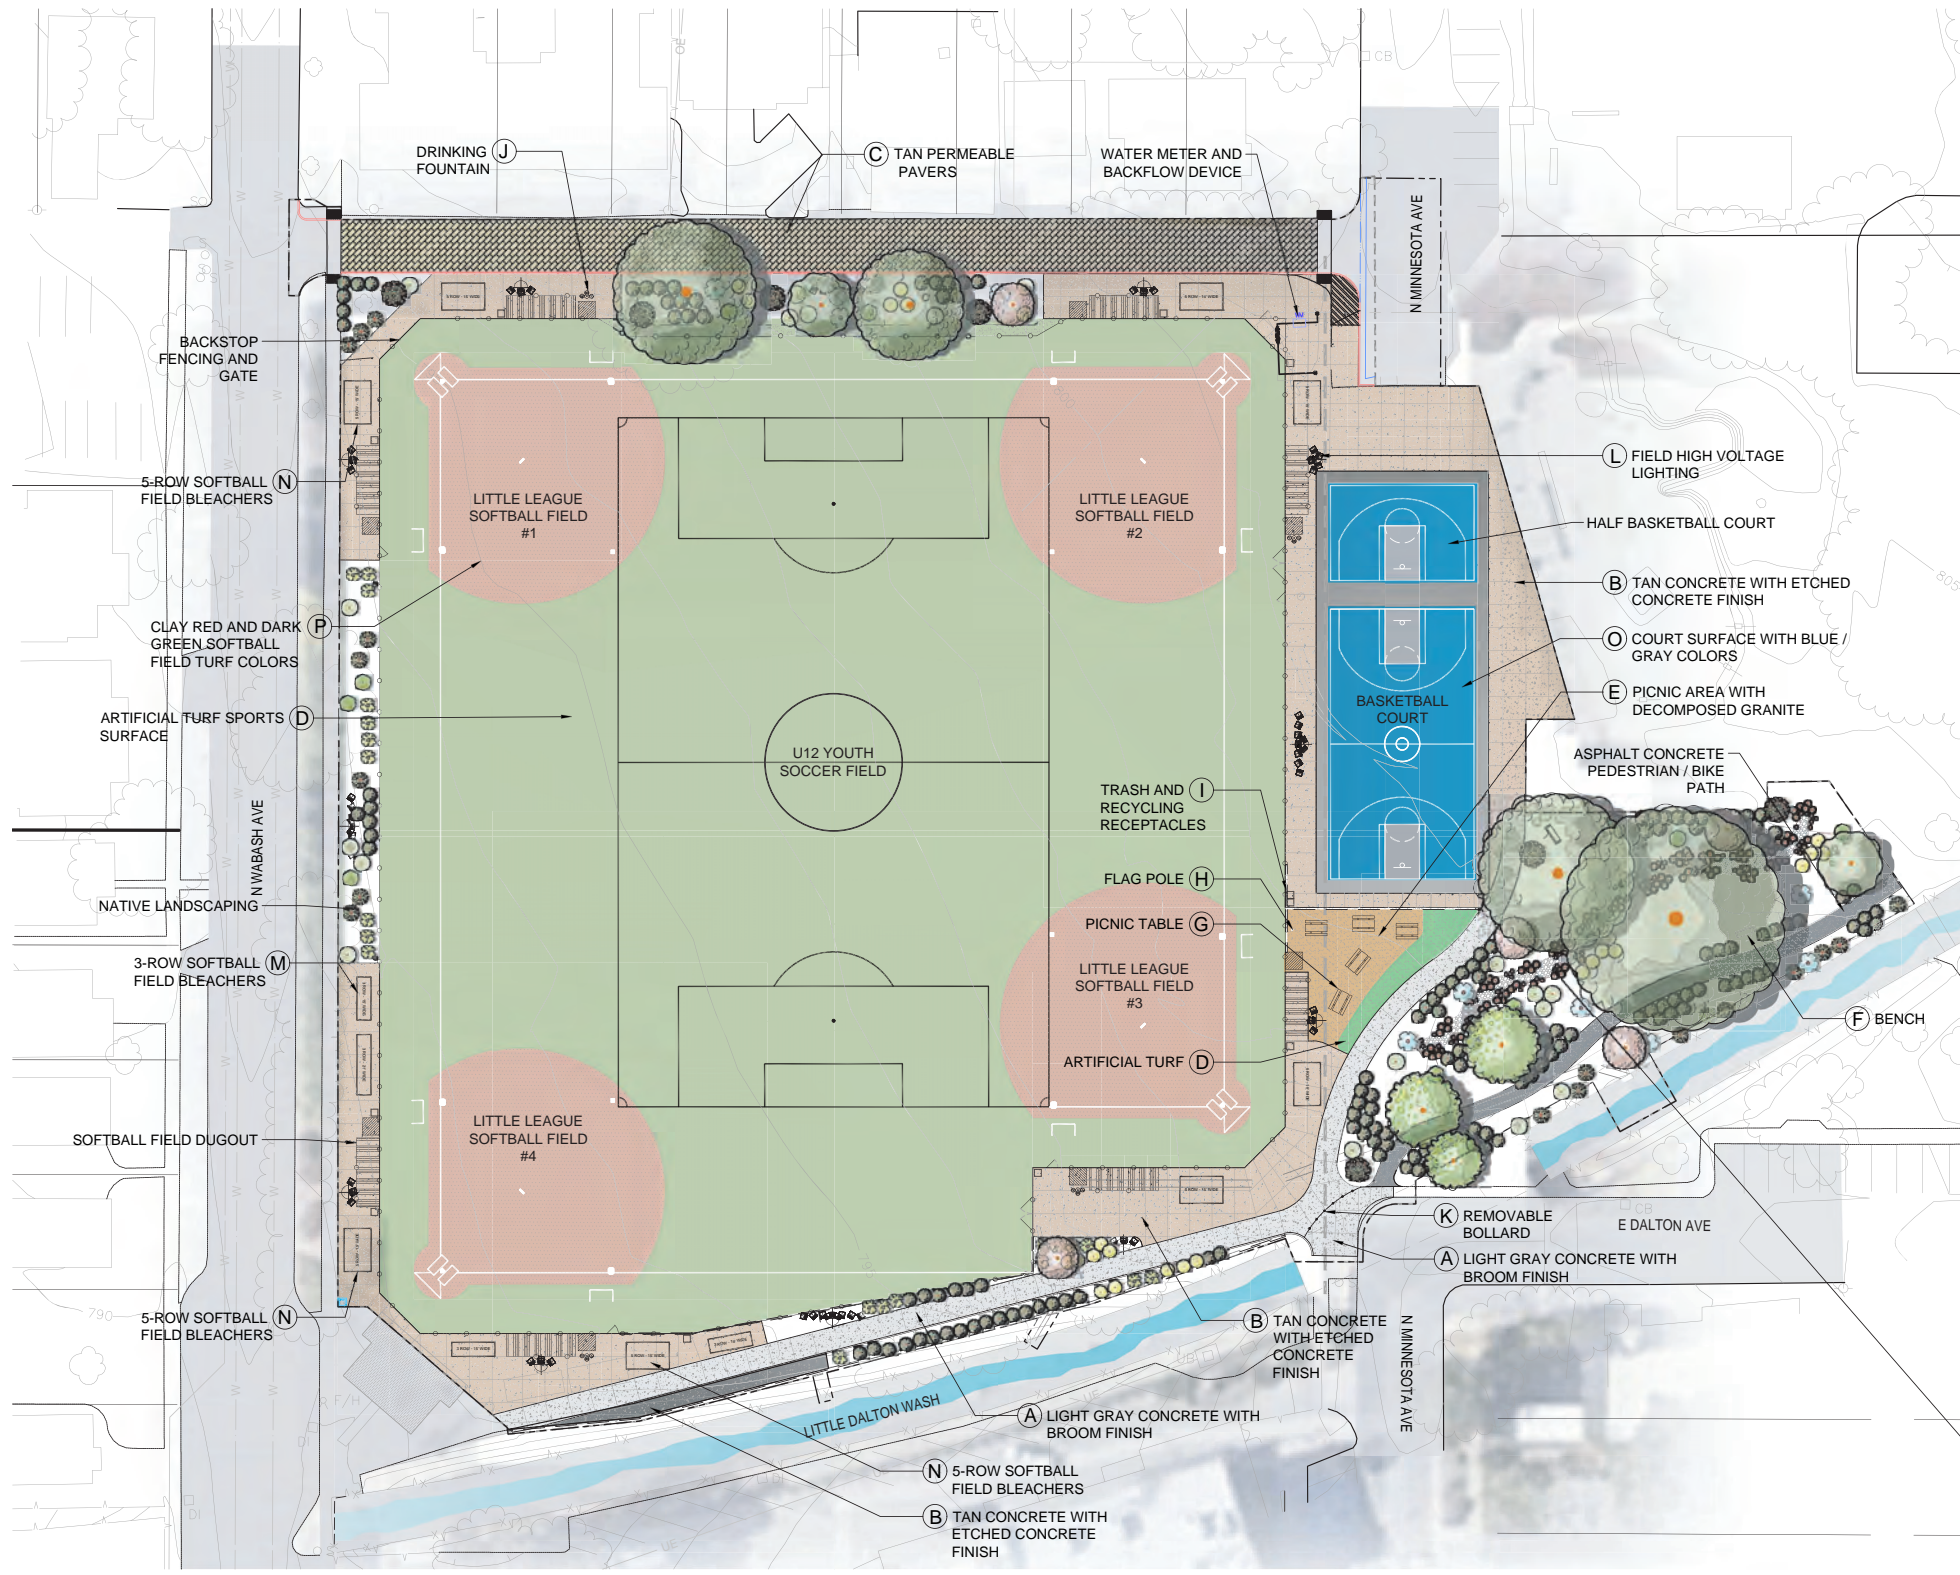 DRINKING J
FOUNTAIN
C TAN PERMEABLE
PAVERS
WATER METER AND
BACKFLOW DEVICE
N MINNESOTA AVE
CB
BACKSTOP
FENCING AND
GATE
5-ROW SOFTBALL N
FIELD BLEACHERS
LITTLE LEAGUE
SOFTBALL FIELD
#1
LITTLE LEAGUE
SOFTBALL FIELD
#2
L FIELD HIGH VOLTAGE
LIGHTING
HALF BASKETBALL COURT
B TAN CONCRETE WITH ETCHED
CONCRETE FINISH
CLAY RED AND DARK P
GREEN SOFTBALL
FIELD TURF COLORS
O COURT SURFACE WITH BLUE /
GRAY COLORS
E PICNIC AREA WITH
DECOMPOSED GRANITE
BASKETBALL
COURT
ARTIFICIAL TURF SPORTS D
SURFACE
U12 YOUTH
SOCCER FIELD
ASPHALT CONCRETE
PEDESTRIAN / BIKE
PATH
TRASH AND I
RECYCLING
RECEPTACLES
N WABASH AVE
FLAG POLE H
NATIVE LANDSCAPING
PICNIC TABLE G
3-ROW SOFTBALL M
FIELD BLEACHERS
LITTLE LEAGUE
SOFTBALL FIELD
#3
F BENCH
ARTIFICIAL TURF D
SOFTBALL FIELD DUGOUT
LITTLE LEAGUE
SOFTBALL FIELD
#4
K REMOVABLE
BOLLARD
CB
E DALTON AVE
A LIGHT GRAY CONCRETE WITH
BROOM FINISH
790
5-ROW SOFTBALL N
FIELD BLEACHERS
B TAN CONCRETE
WITH ETCHED
CONCRETE
FINISH
N MINNESOTA AVE
LITTLE DALTON WASH
A LIGHT GRAY CONCRETE WITH
BROOM FINISH
N 5-ROW SOFTBALL
FIELD BLEACHERS
B TAN CONCRETE WITH
ETCHED CONCRETE
FINISH